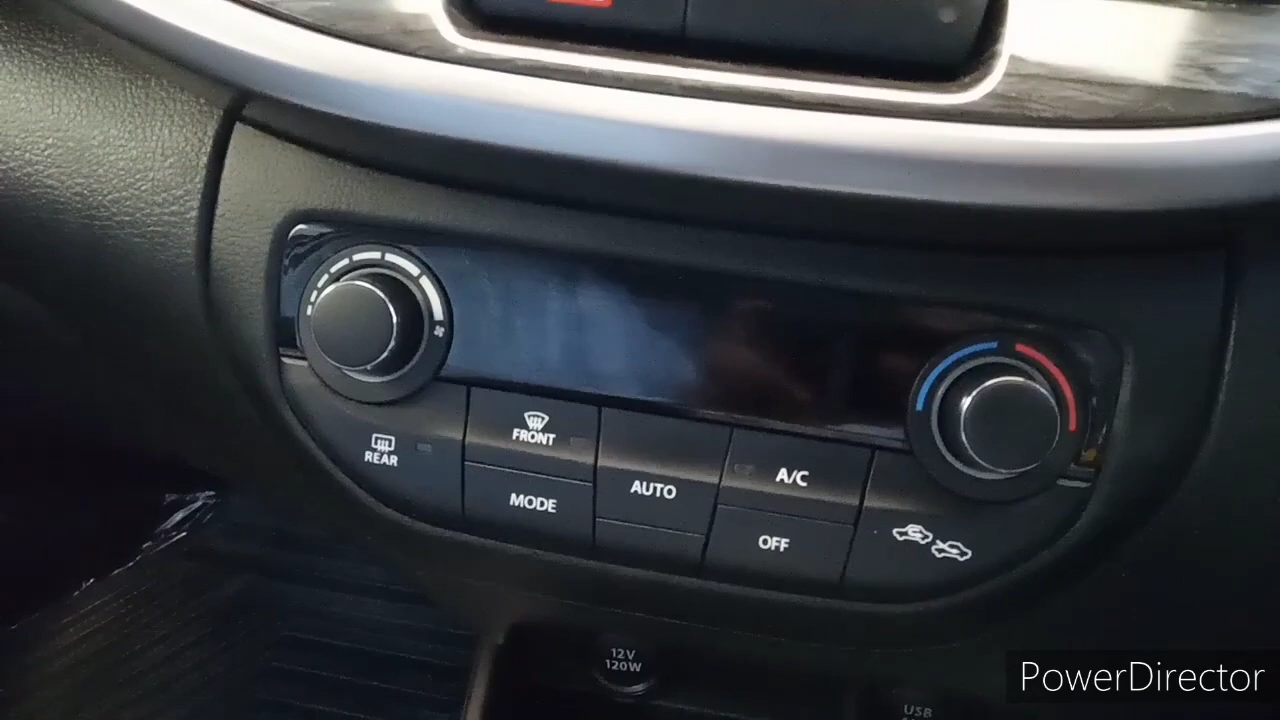 FRONT
REAR
MODE
AUTO
A/C
OFF
12V
120W
USB
PowerDirector